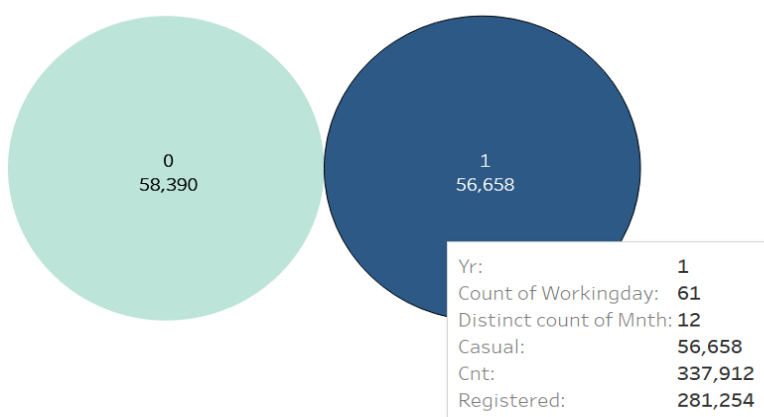 0
58,390
1
56,658
Yr: 1
Count of Workingday: 61
Distinct count of Mnth: 12
Casual: 56,658
Cnt: 337,912
Registered: 281,254